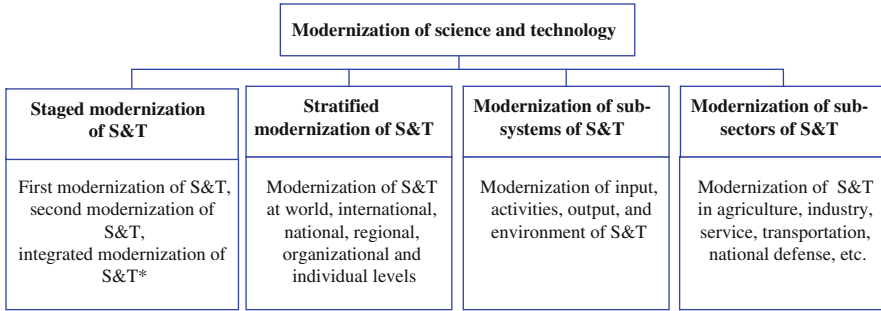 Modernization of science and technology
Staged modernization
of S&T
Stratified
modernization of S&T
Modernization of sub-
systems of S&T
Modernization of sub-
sectors of S&T
First modernization of S&T,
second modernization of
S&T,
integrated modernization of
S&T*
Modernization of S&T
at world, international,
national, regional,
organizational and
individual levels
Modernization of input,
activities, output, and
environment of S&T
Modernization of S&T
in agriculture, industry,
service, transportation,
national defense, etc.